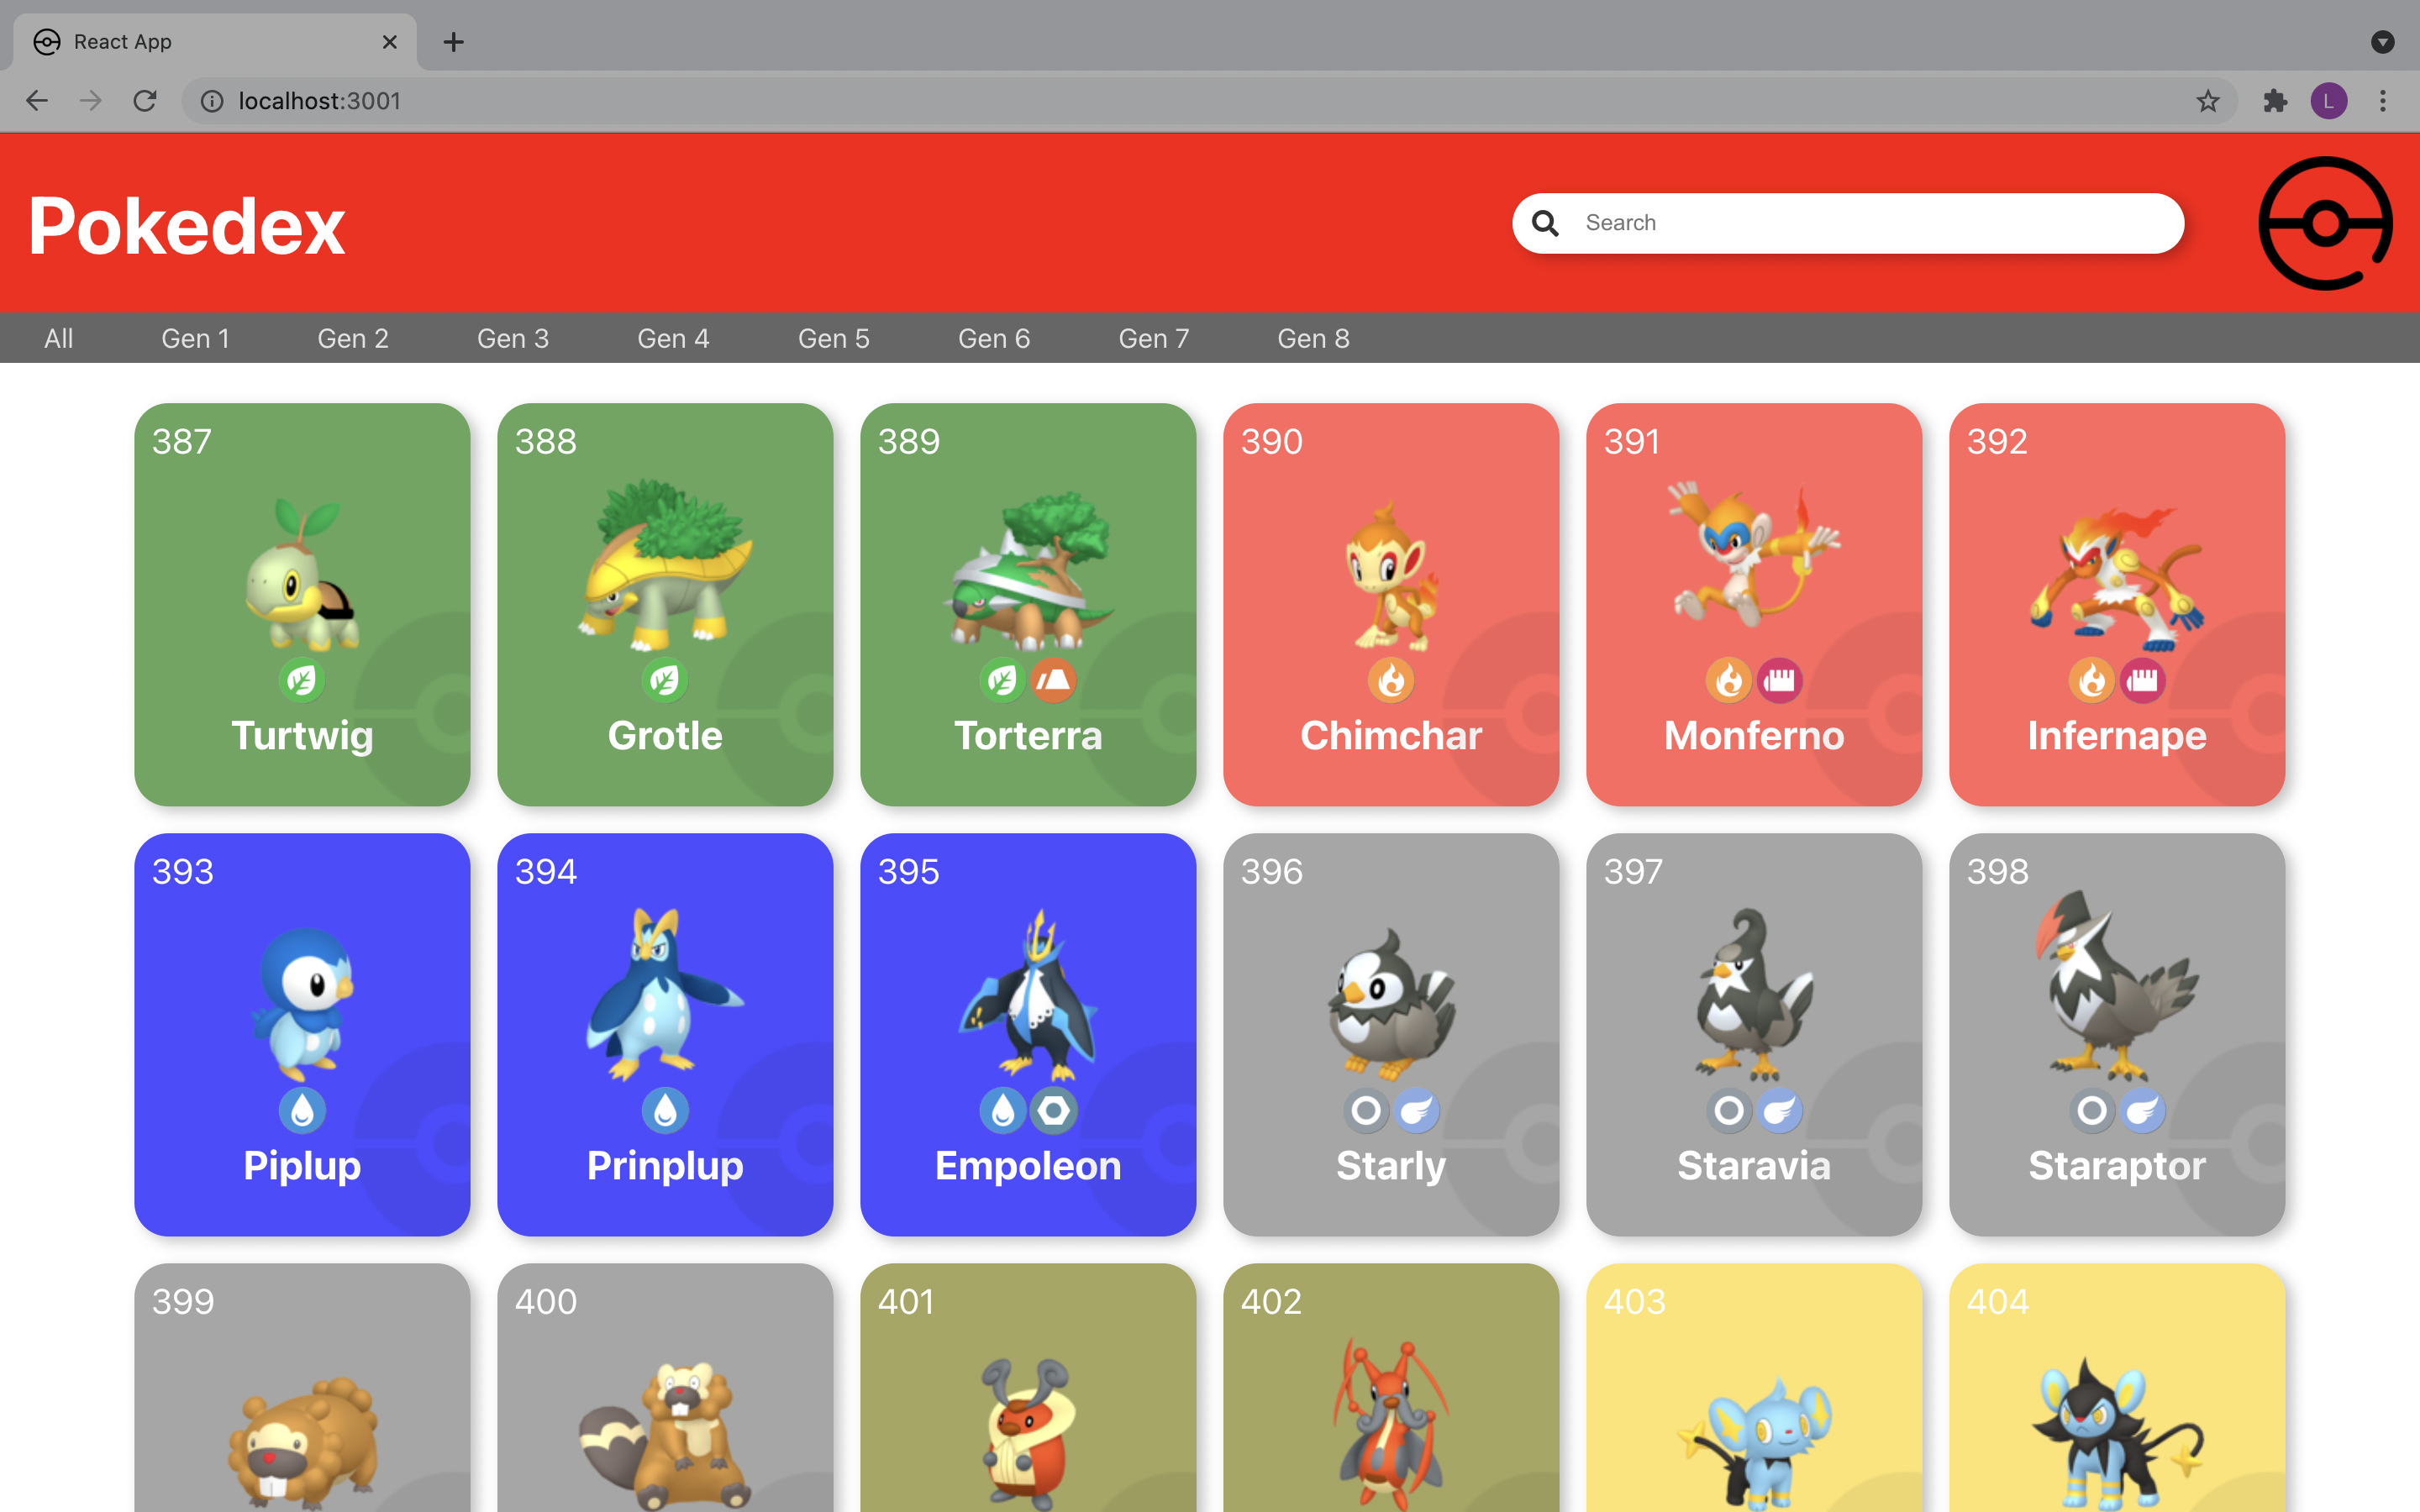 React App
localhost:3001
L
Pokedex
Search
All Gen 1 Gen 2 Gen 3 Gen 4 Gen 5 Gen 6 Gen 7 Gen 8
387 388 389 390 391 392
Turtwig Grotle Torterra Chimchar Monferno Infernape
393 394 395 396 397 398
Piplup Prinplup Empoleon Starly Staravia Staraptor
399 400 401 402 403 404